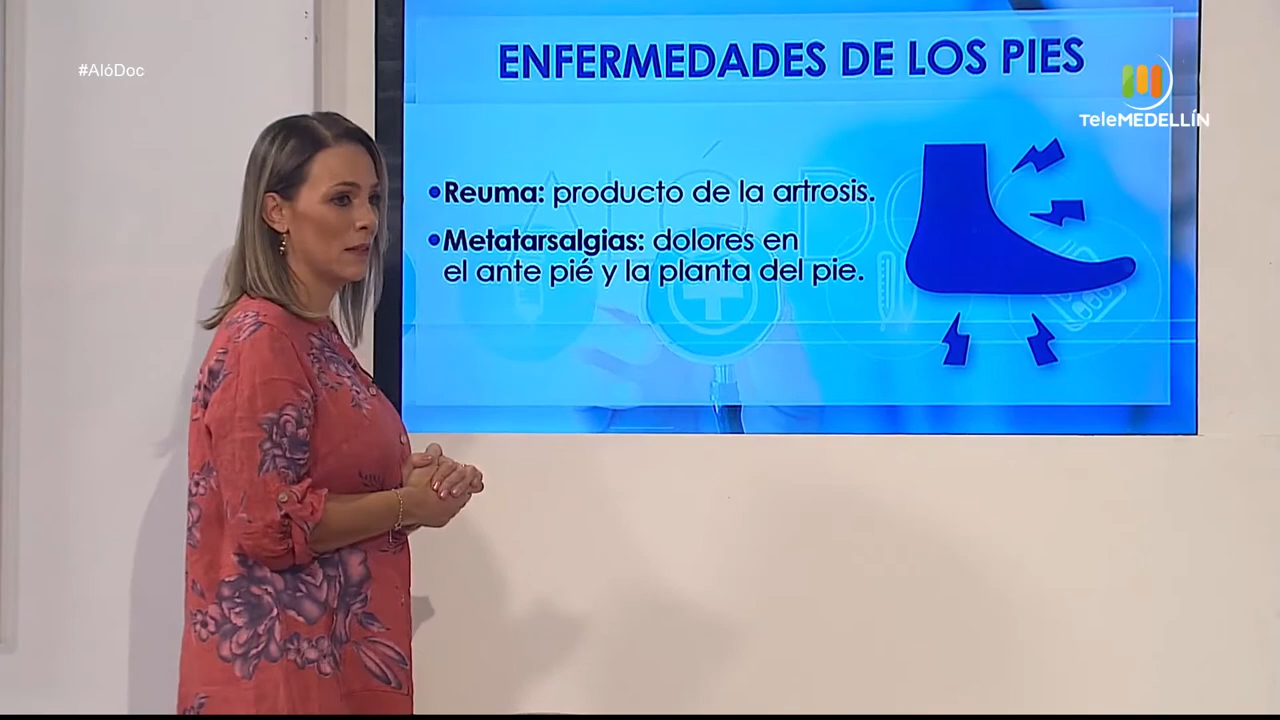 #AlóDoc
ENFERMEDADES DE LOS PIES
TeleMEDELLÍN
•Reuma: producto de la artrosis.
•Metatarsalgias: dolores en
el ante pié y la planta del pie.